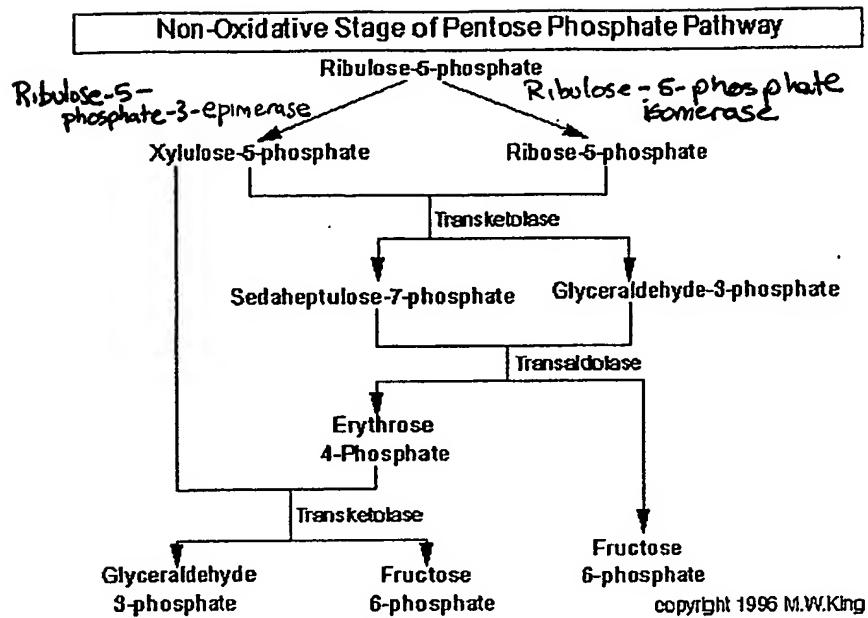 Non-Oxidative Stage of Pentose Phosphate Pathway
Ribulose-5-phosphate
Ribulose-5-
phosphate-3-epimerase
Ribulose-5-phosphate
isomerase
Xylulose-5-phosphate
Ribose-5-phosphate
Transketolase
Sedaheptulose-7-phosphate
Glyceraldehyde-3-phosphate
Transaldolase
Erythrose
4-Phosphate
Transketolase
Glyceraldehyde
3-phosphate
Fructose
6-phosphate
Fructose
6-phosphate
copyright 1996 M.W.King